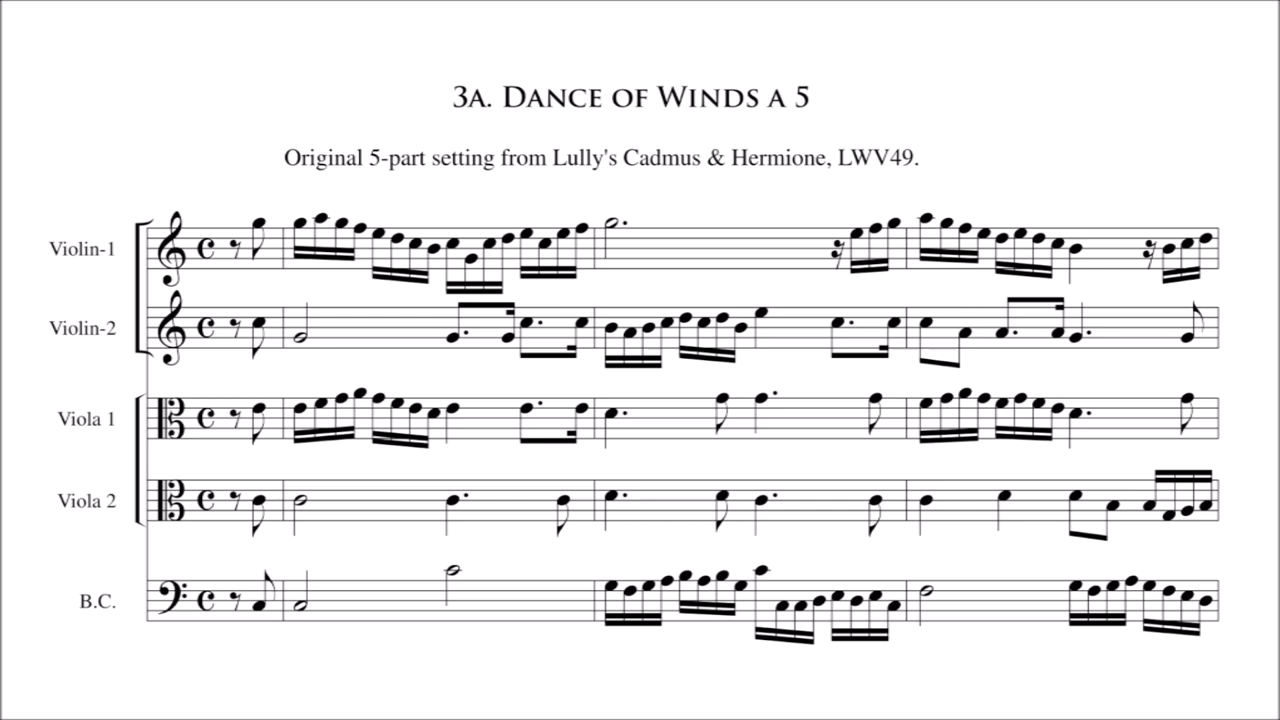 3a. Dance of Winds a 5
Original 5-part setting from Lully's Cadmus & Hermione, LWV49.
Violin-1
Violin-2
Viola 1
Viola 2
B.C.